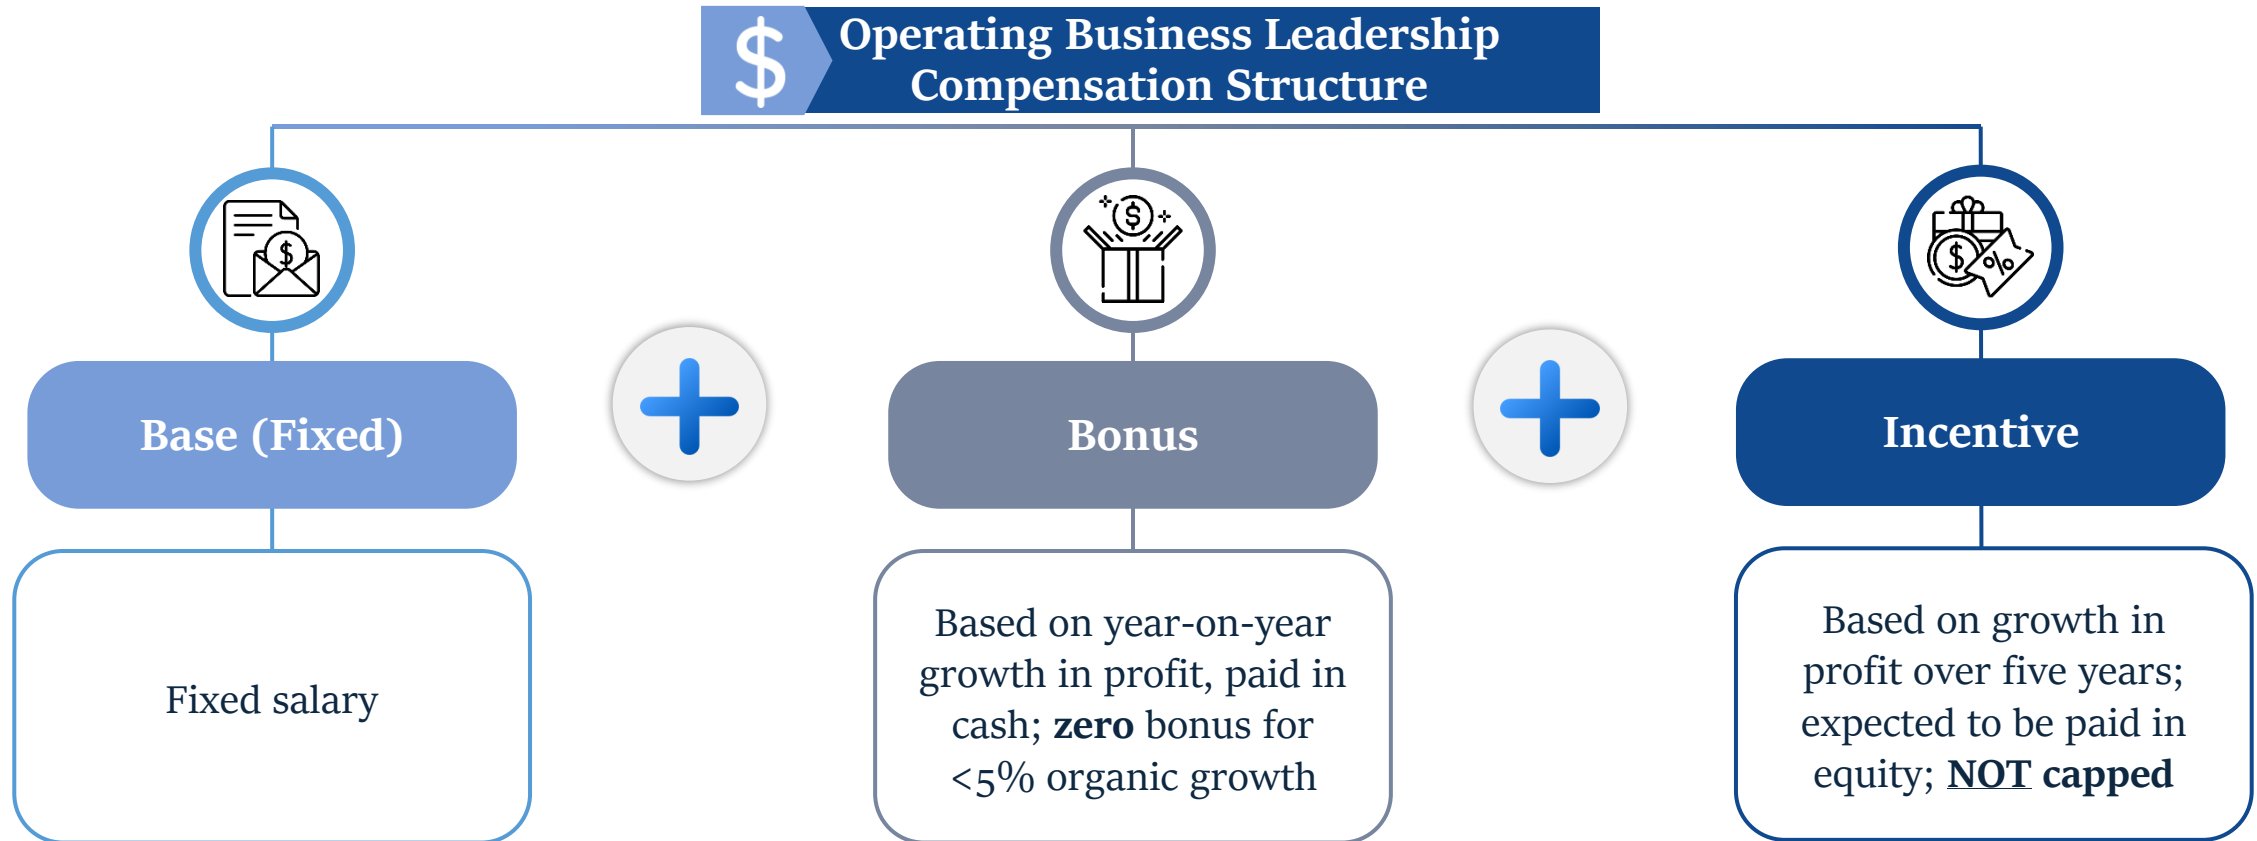 Operating Business Leadership
Compensation Structure
Base (Fixed)
Bonus
Incentive
Fixed salary
Based on year-on-year
growth in profit, paid in
cash; zero bonus for
<5% organic growth
Based on growth in
profit over five years;
expected to be paid in
equity; NOT capped